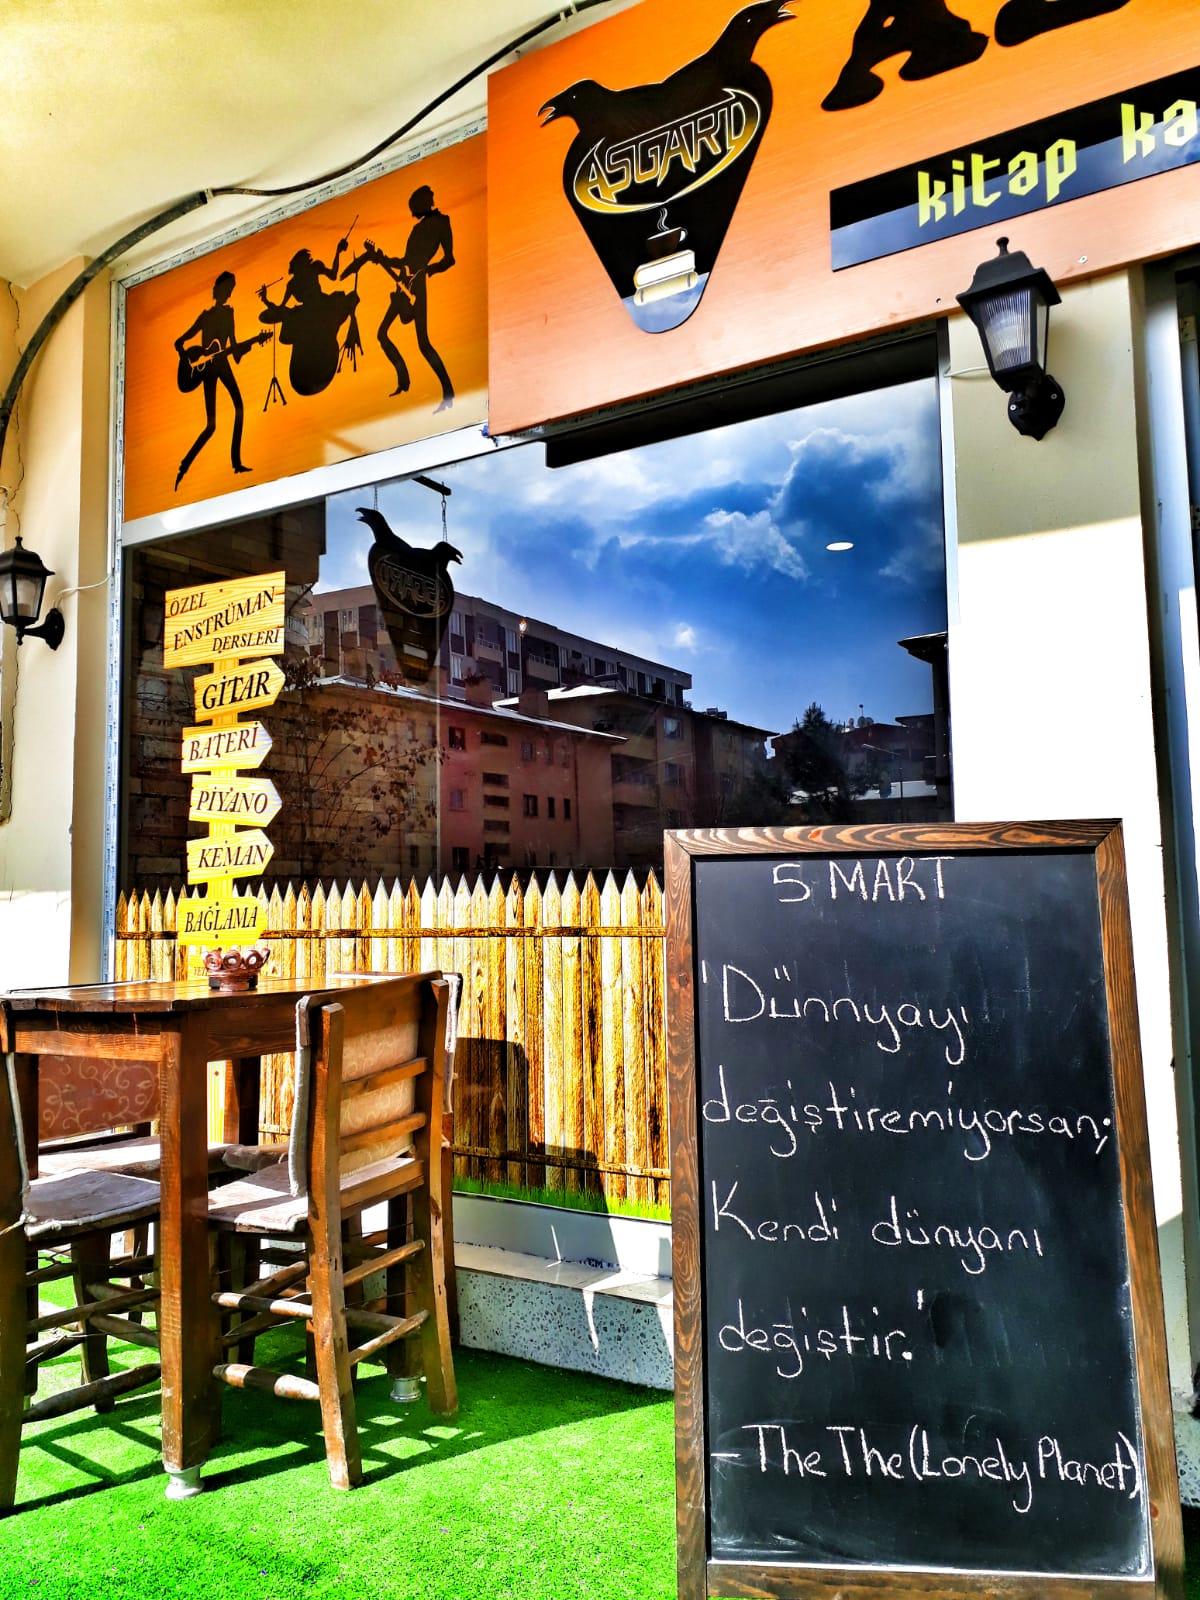 ASGARD
kitap
ÖZEL
ENSTRÜMAN
DERSLERİ
GİTAR
BATERİ
PİYANO
KEMAN
BAĞLAMA
5 MART
'Dünnyayı
değiştiremiyorsan;
Kendi dünyanı
değiştir.'
-The The (Lonely Planet)